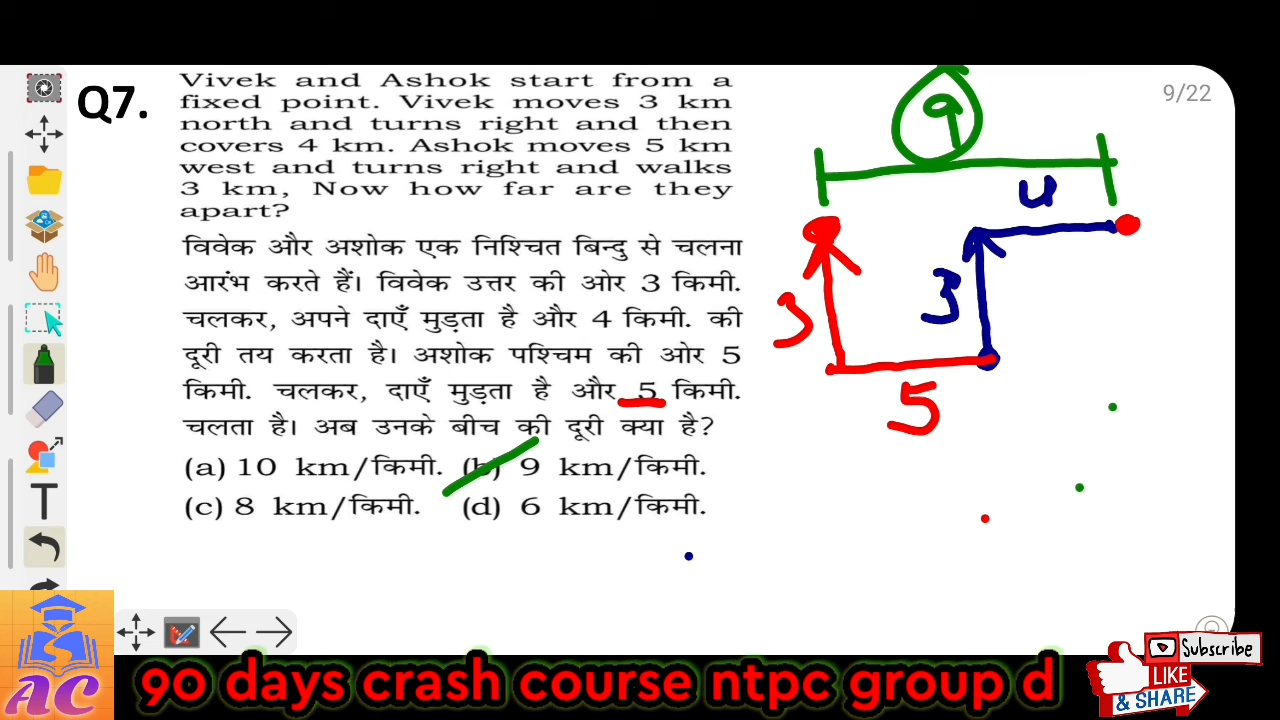 9/22
Q7.
Vivek and Ashok start from a
fixed point. Vivek moves 3 km
north and turns right and then
covers 4 km. Ashok moves 5 km
west and turns right and walks
3 km, Now how far are they
apart?
विवेक और अशोक एक निश्चित बिन्दु से चलना
आरंभ करते हैं। विवेक उत्तर की ओर 3 किमी.
चलकर, अपने दाएँ मुड़ता है और 4 किमी. की
दूरी तय करता है। अशोक पश्चिम की ओर 5
किमी. चलकर, दाएँ मुड़ता है और 5 किमी.
चलता है। अब उनके बीच की दूरी क्या है?
(a) 10 km/किमी. (b) 9 km/किमी.
(c) 8 km/किमी. (d) 6 km/किमी.
9
4
3
3
5
T
AC
90 days crash course ntpc group d
Subscribe
LIKE
& SHARE